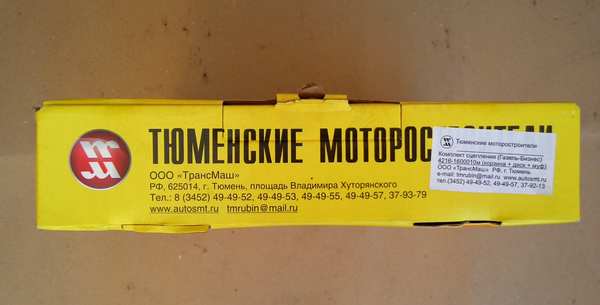 ТЮМЕНСКИЕ МОТОРОСТРОИТЕЛИ
ООО «ТрансМаш»
РФ, 625014, г. Тюмень, площадь Владимира Хуторянского
Тел.: 8 (3452) 49-49-52, 49-49-53, 49-49-55, 49-49-57, 37-93-79
www.autosmt.ru tmrubin@mail.ru
Тюменские моторостроители
Комплект сцепления (Газель-Бизнес)
4216-1600010м (корзина + диск + муф)
ООО «ТрансМаш» РФ, г. Тюмень
e-mail: tmrubin@mail.ru www.autosmt.ru
тел.(3452) 49-49-52, 49-49-57, 37-92-13